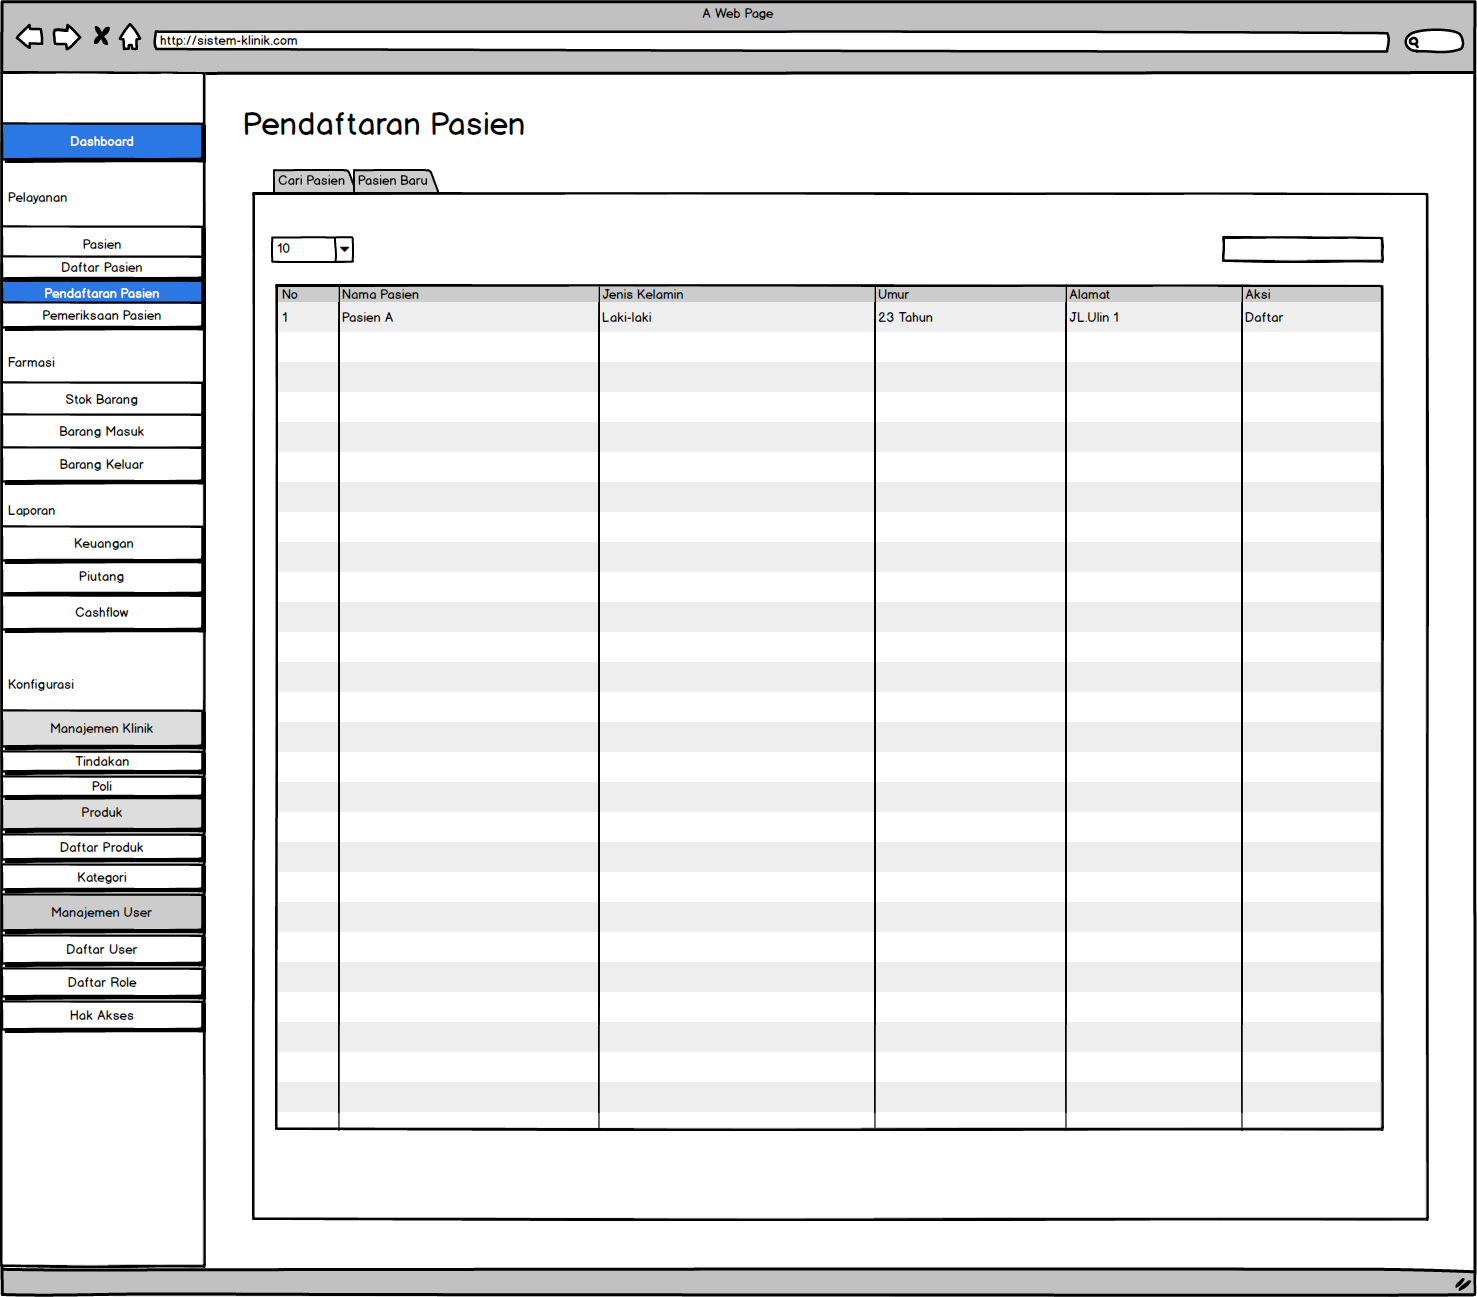 A Web Page
http://sistem-klinik.com
Dashboard
Pelayanan
Pasien
Daftar Pasien
Pendaftaran Pasien
Pemeriksaan Pasien
Farmasi
Stok Barang
Barang Masuk
Barang Keluar
Laporan
Keuangan
Piutang
Cashflow
Konfigurasi
Manajemen Klinik
Tindakan
Poli
Produk
Daftar Produk
Kategori
Manajemen User
Daftar User
Daftar Role
Hak Akses
Pendaftaran Pasien
Cari Pasien Pasien Baru
10
No Nama Pasien Jenis Kelamin Umur Alamat Aksi
1 Pasien A Laki-laki 23 Tahun JL.Ulin 1 Daftar